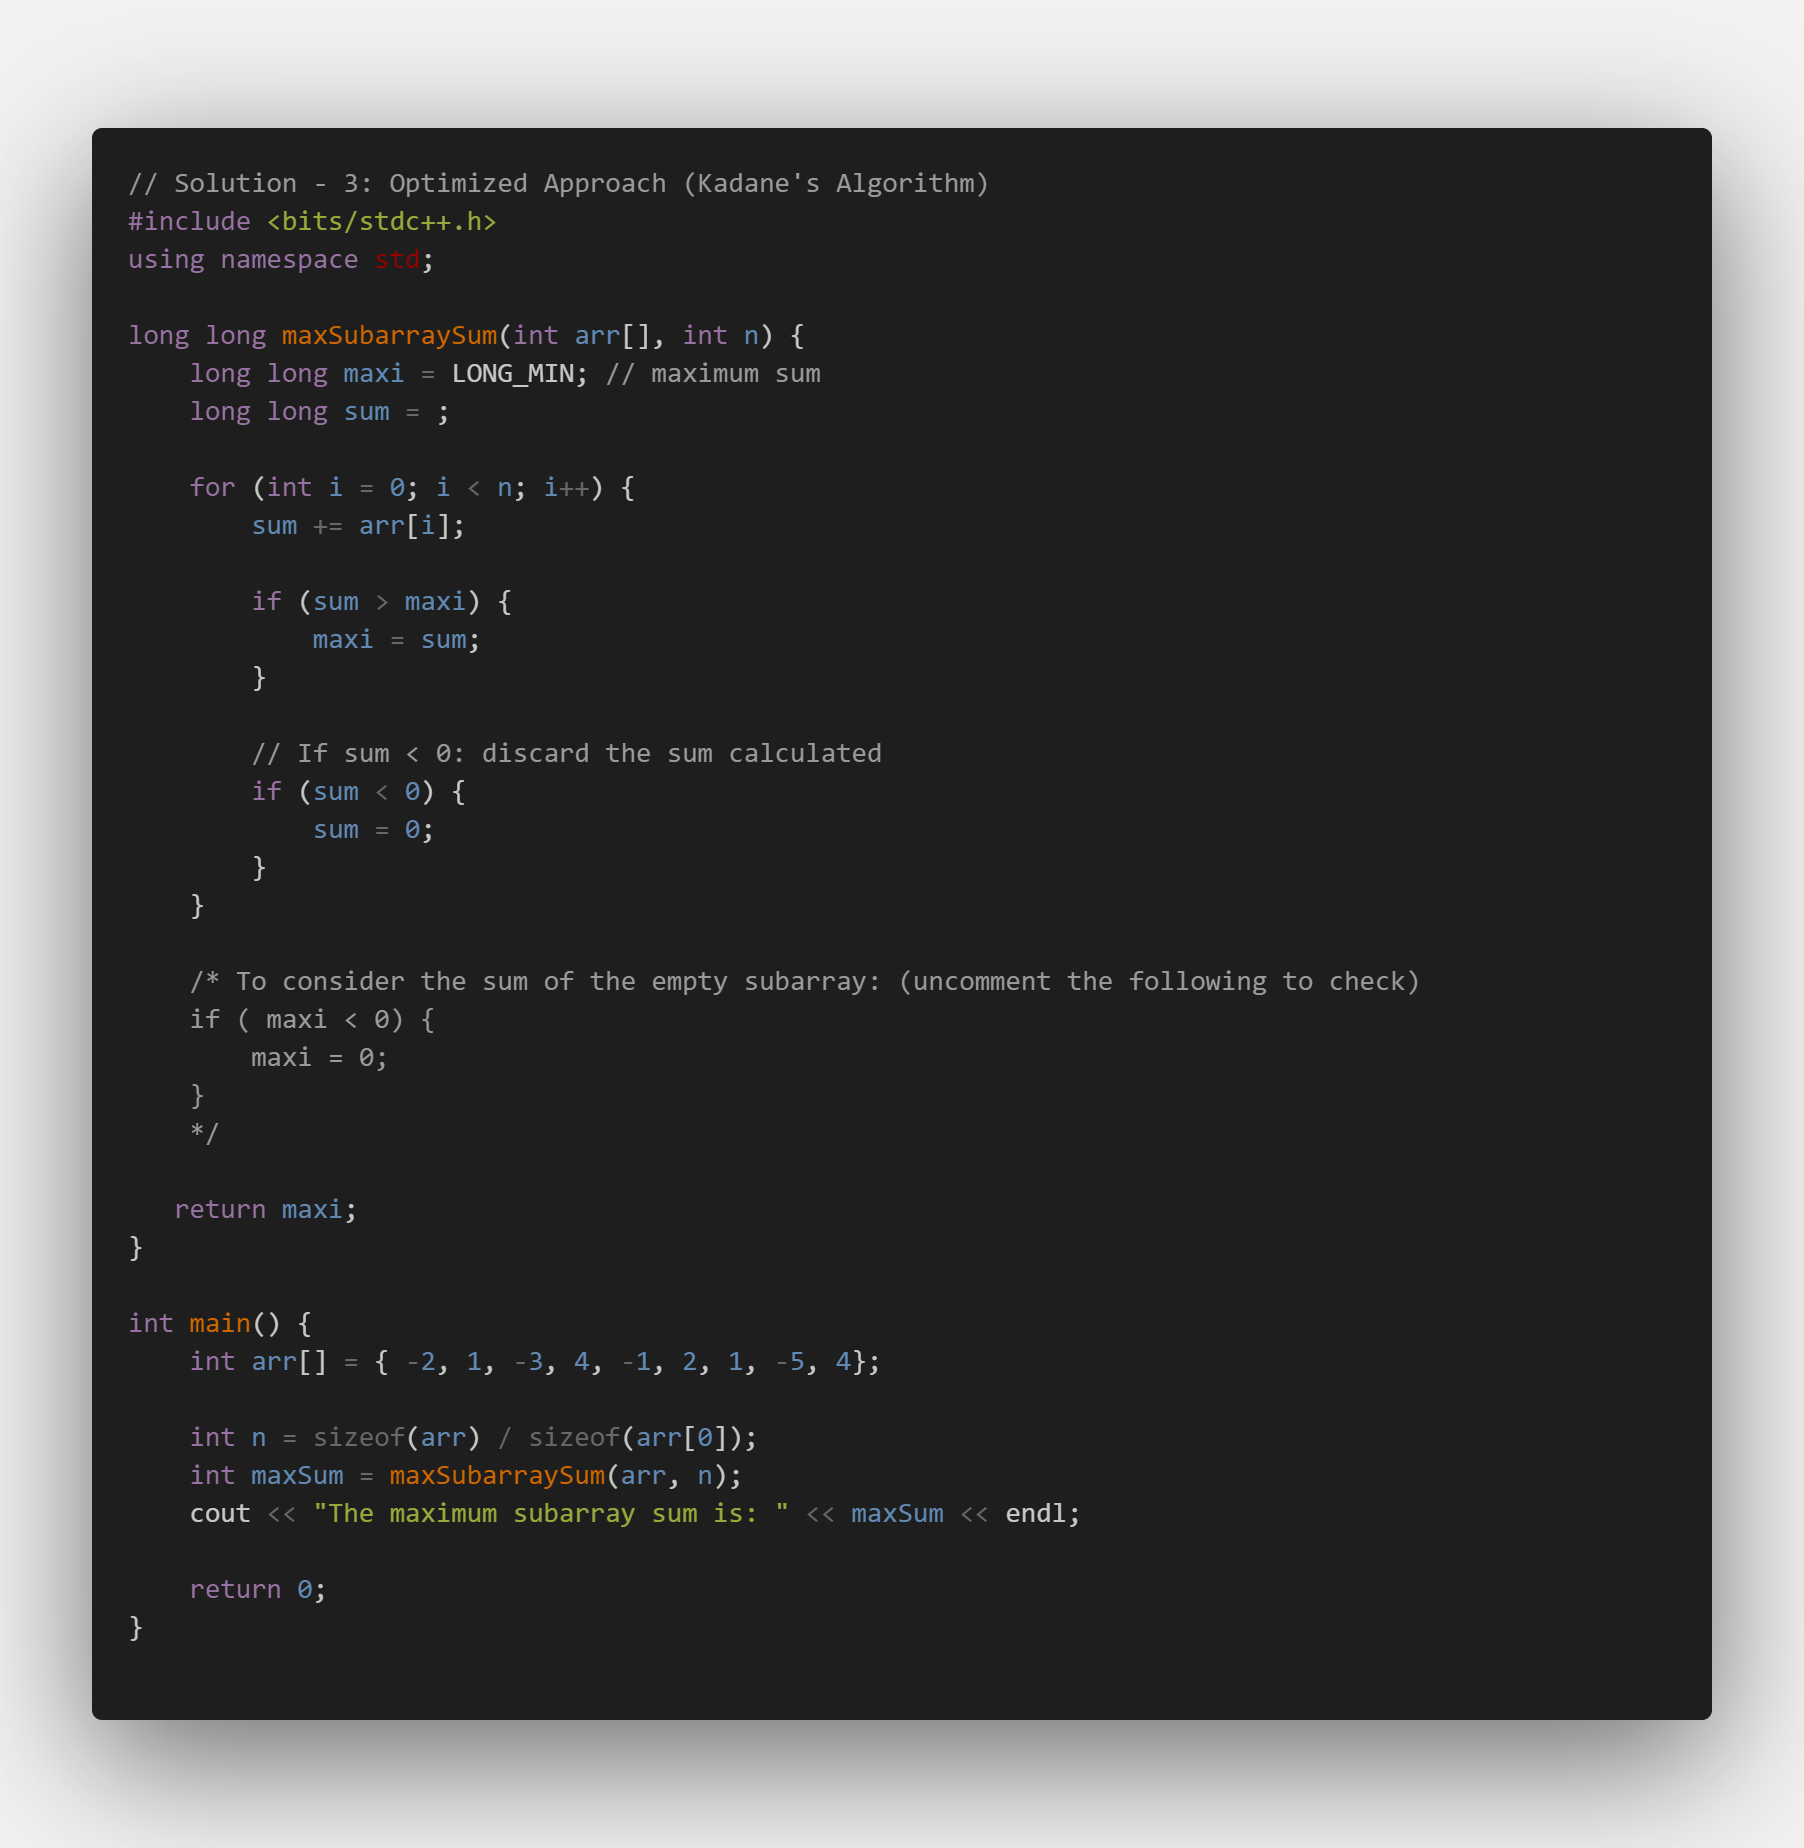 // Solution - 3: Optimized Approach (Kadane's Algorithm)
#include <bits/stdc++.h>
using namespace std;

long long maxSubarraySum(int arr[], int n) {
    long long maxi = LONG_MIN; // maximum sum
    long long sum = ;

    for (int i = 0; i < n; i++) {
        sum += arr[i];

        if (sum > maxi) {
            maxi = sum;
        }

        // If sum < 0: discard the sum calculated
        if (sum < 0) {
            sum = 0;
        }
    }

    /* To consider the sum of the empty subarray: (uncomment the following to check)
    if ( maxi < 0) {
        maxi = 0;
    }
    */

   return maxi;
}

int main() {
    int arr[] = { -2, 1, -3, 4, -1, 2, 1, -5, 4};

    int n = sizeof(arr) / sizeof(arr[0]);
    int maxSum = maxSubarraySum(arr, n);
    cout << "The maximum subarray sum is: " << maxSum << endl;

    return 0;
}